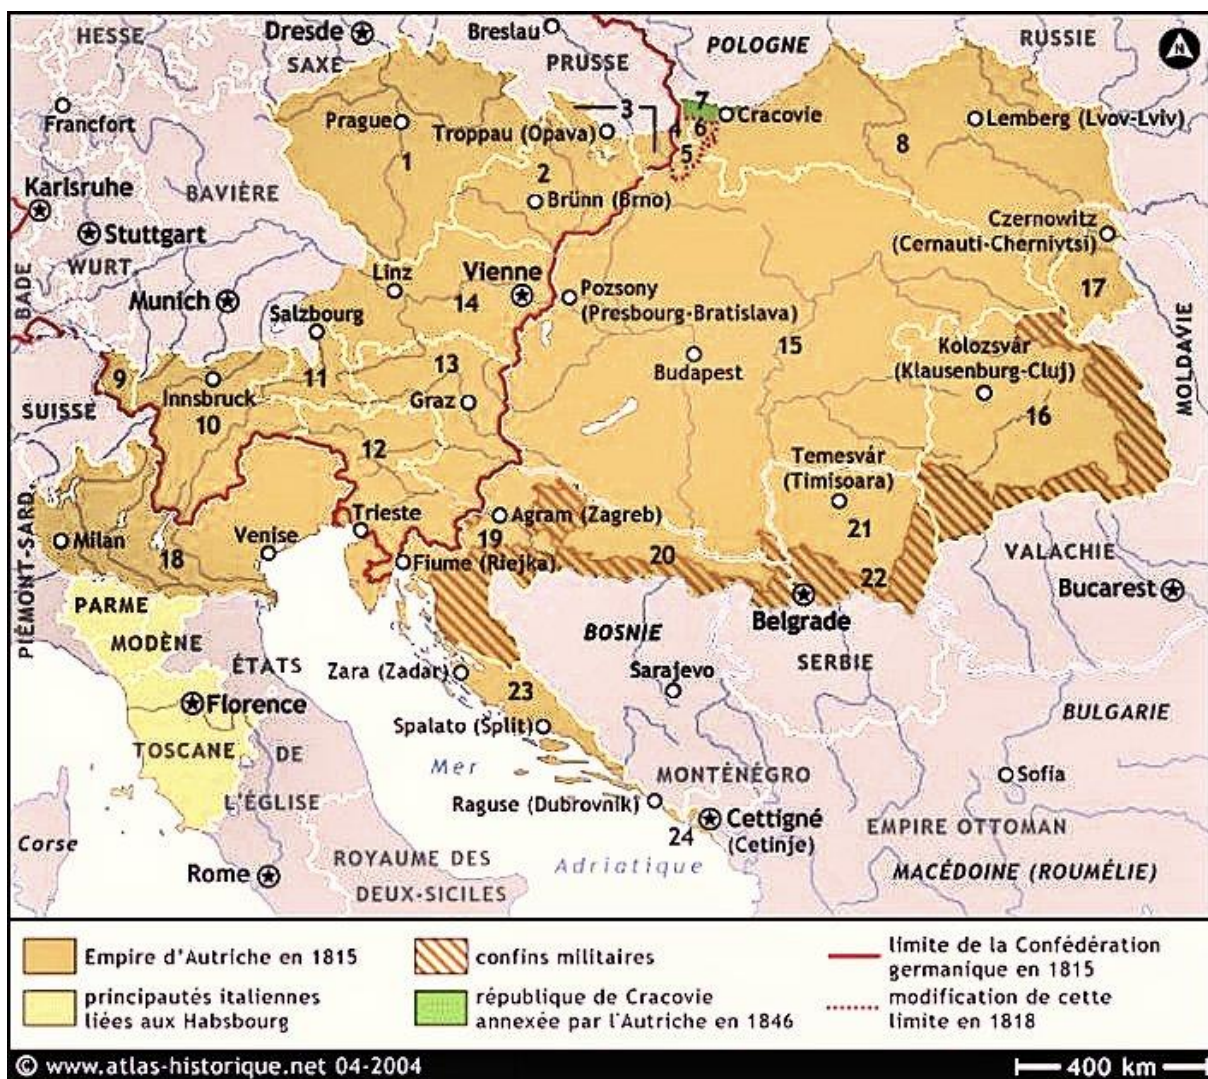 HESSE
Dresde
SAXE
Breslau
PRUSSE
POLOGNE
RUSSIE
N
Francfort
Prague
Troppau (Opava)
3
7
Cracovie
4
6
5
Lemberg (Lvov-Lviv)
8
1
2
Karlsruhe
BAVIÈRE
Brünn (Brno)
Stuttgart
Czernowitz
(Cernauti-Chernivtsi)
BADE
WURT.
Linz
Vienne
Munich
14
Pozsony
(Presbourg-Bratislava)
17
MOLDAVIE
Salzbourg
15
Kolozsvár
(Klausenburg-Cluj)
9
11
13
Budapest
Innsbruck
Graz
SUISSE
10
16
12
Temesvár
(Timisoara)
PIÉMONT-SARD.
Trieste
Agram (Zagreb)
21
Milan
Venise
18
19
20
Fiume (Riejka)
22
VALACHIE
Bucarest
PARME
MODÈNE
Belgrade
BOSNIE
ÉTATS
Zara (Zadar)
Sarajevo
SERBIE
23
Florence
Spalato (Split)
BULGARIE
TOSCANE
DE
Mer
MONTÉNÉGRO
Sofia
L'ÉGLISE
Raguse (Dubrovnik)
Cettigné
(Cetinje)
24
EMPIRE OTTOMAN
Corse
Rome
ROYAUME DES
DEUX-SICILES
Adriatique
MACÉDOINE (ROUMÉLIE)
Empire d'Autriche en 1815
principautés italiennes
liées aux Habsbourg
confins militaires
république de Cracovie
annexée par l'Autriche en 1846
limite de la Confédération
germanique en 1815
modification de cette
limite en 1818
© www.atlas-historique.net 04-2004
400 km